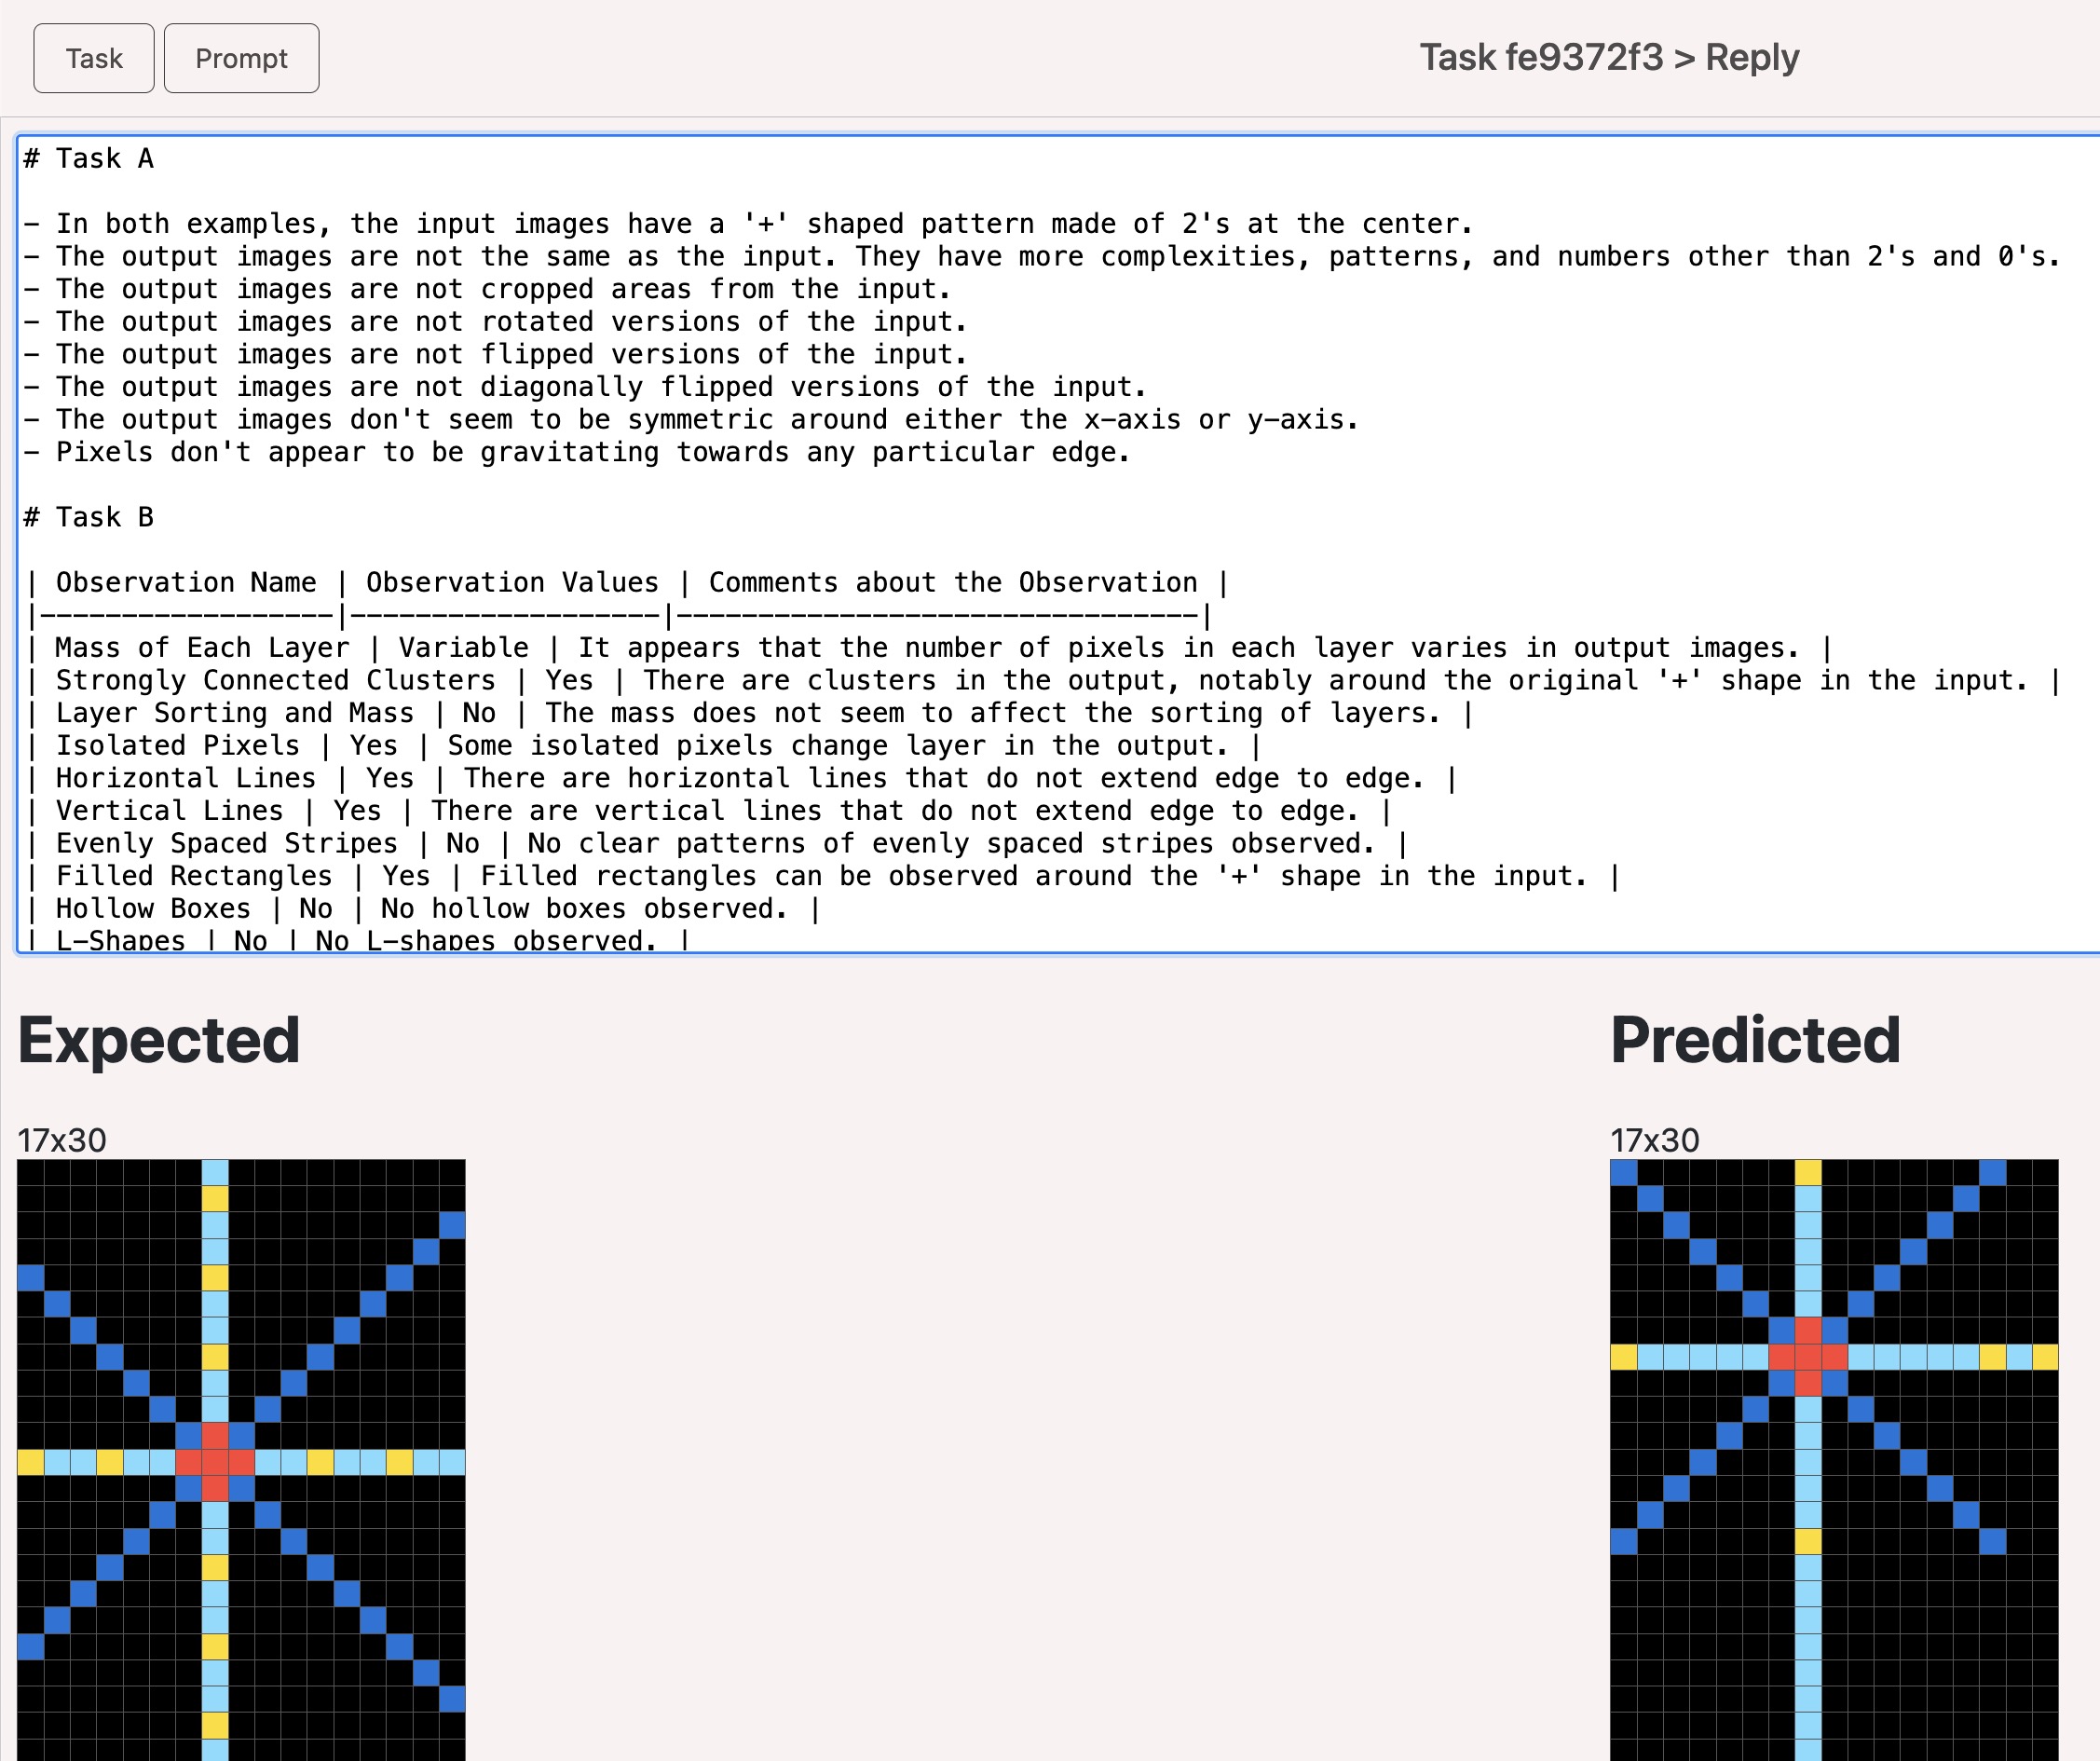 Task Prompt Task fe9372f3 > Reply
# Task A
- In both examples, the input images have a '+' shaped pattern made of 2's at the center.
- The output images are not the same as the input. They have more complexities, patterns, and numbers other than 2's and 0's.
- The output images are not cropped areas from the input.
- The output images are not rotated versions of the input.
- The output images are not flipped versions of the input.
- The output images are not diagonally flipped versions of the input.
- The output images don't seem to be symmetric around either the x-axis or y-axis.
- Pixels don't appear to be gravitating towards any particular edge.
# Task B
| Observation Name | Observation Values | Comments about the Observation |
|------------------|-------------------|--------------------------------|
| Mass of Each Layer | Variable | It appears that the number of pixels in each layer varies in output images. |
| Strongly Connected Clusters | Yes | There are clusters in the output, notably around the original '+' shape in the input. |
| Layer Sorting and Mass | No | The mass does not seem to affect the sorting of layers. |
| Isolated Pixels | Yes | Some isolated pixels change layer in the output. |
| Horizontal Lines | Yes | There are horizontal lines that do not extend edge to edge. |
| Vertical Lines | Yes | There are vertical lines that do not extend edge to edge. |
| Evenly Spaced Stripes | No | No clear patterns of evenly spaced stripes observed. |
| Filled Rectangles | Yes | Filled rectangles can be observed around the '+' shape in the input. |
| Hollow Boxes | No | No hollow boxes observed. |
| L-Shapes | No | No L-shapes observed. |
Expected Predicted
17x30 17x30